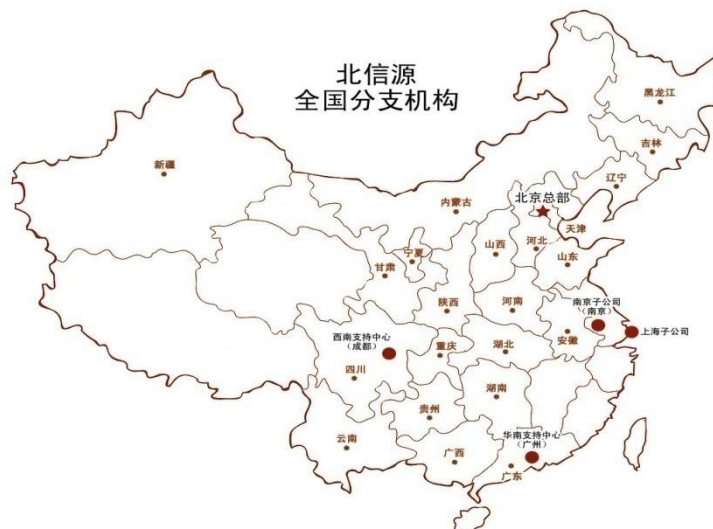 北信源
全国分支机构
黑龙江
吉林
辽宁
新疆
内蒙古
北京总部
天津
河北
山西
山东
宁夏
甘肃
陕西
河南
南京子公司
(南京)
上海子公司
安徽
西南支持中心
(成都)
重庆
湖北
四川
湖南
贵州
云南
广西
华南支持中心
(广州)
广东